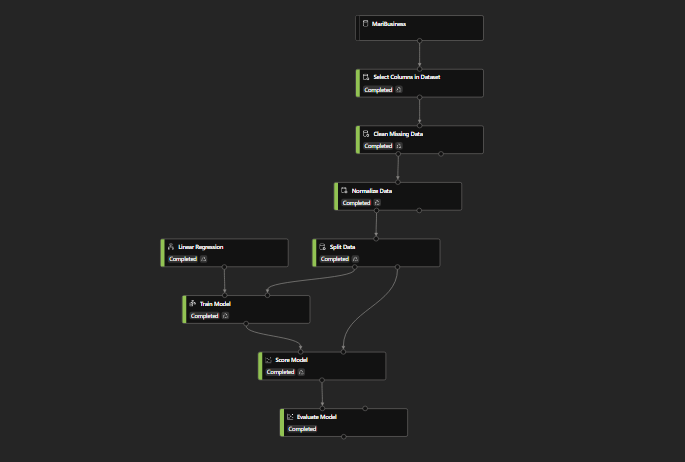 MariBusiness
Select Columns in Dataset
Completed
Clean Missing Data
Completed
Normalize Data
Completed
Linear Regression
Completed
Split Data
Completed
Train Model
Completed
Score Model
Completed
Evaluate Model
Completed